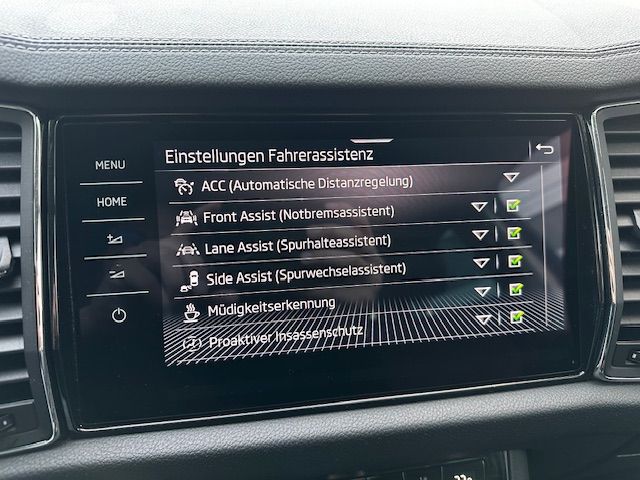 Einstellungen Fahrerassistenz
MENU
ACC (Automatische Distanzregelung)
HOME
Front Assist (Notbremsassistent)
Lane Assist (Spurhalteassistent)
Side Assist (Spurwechselassistent)
Müdigkeitserkennung
Proaktiver Insassenschutz